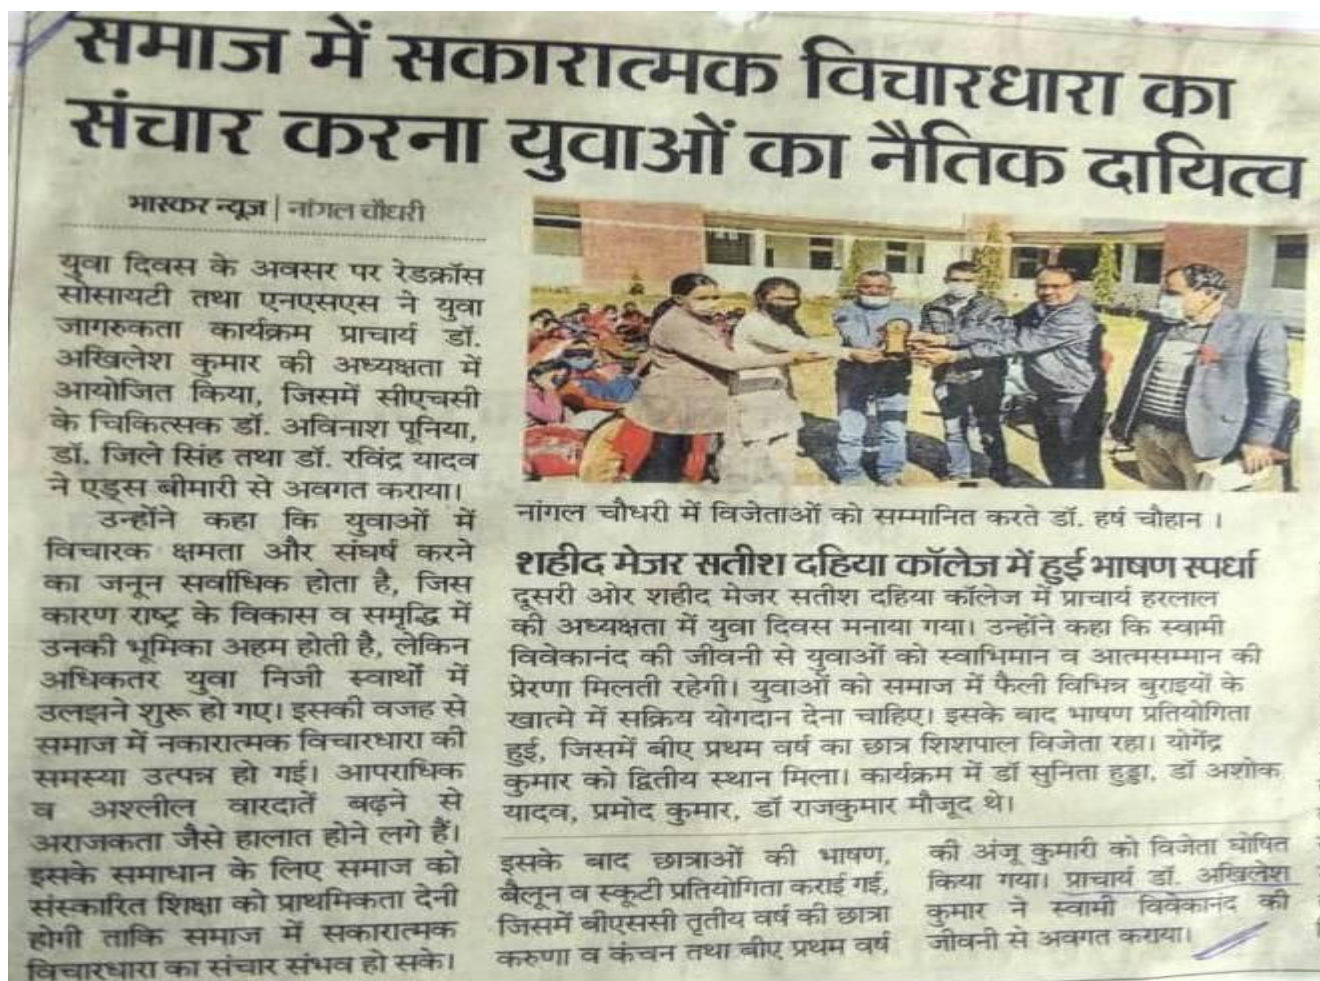 समाज में सकारात्मक विचारधारा का
संचार करना युवाओं का नैतिक दायित्व
भास्कर न्यूज | नांगल चौधरी
युवा दिवस के अवसर पर रेडक्रॉस
सोसायटी तथा एनएसएस ने युवा
जागरुकता कार्यक्रम प्राचार्य डॉ.
अखिलेश कुमार की अध्यक्षता में
आयोजित किया, जिसमें सीएचसी
के चिकित्सक डॉ. अविनाश पूनिया,
डॉ. जिले सिंह तथा डॉ. रविंद्र यादव
ने एड्स बीमारी से अवगत कराया।
उन्होंने कहा कि युवाओं में
विचारक क्षमता और संघर्ष करने
का जनून सर्वाधिक होता है, जिस
कारण राष्ट्र के विकास व समृद्धि में
उनकी भूमिका अहम होती है, लेकिन
अधिकतर युवा निजी स्वार्थों में
उलझने शुरू हो गए। इसकी वजह से
समाज में नकारात्मक विचारधारा की
समस्या उत्पन्न हो गई। आपराधिक
व अश्लील वारदातें बढ़ने से
अराजकता जैसे हालात होने लगे हैं।
इसके समाधान के लिए समाज को
संस्कारित शिक्षा को प्राथमिकता देनी
होगी ताकि समाज में सकारात्मक
विचारधारा का संचार संभव हो सके।
नांगल चौधरी में विजेताओं को सम्मानित करते डॉ. हर्ष चौहान ।
शहीद मेजर सतीश दहिया कॉलेज में हुई भाषण स्पर्धा
दूसरी ओर शहीद मेजर सतीश दहिया कॉलेज में प्राचार्य हरलाल
की अध्यक्षता में युवा दिवस मनाया गया। उन्होंने कहा कि स्वामी
विवेकानंद की जीवनी से युवाओं को स्वाभिमान व आत्मसम्मान की
प्रेरणा मिलती रहेगी। युवाओं को समाज में फैली विभिन्न बुराइयों के
खात्मे में सक्रिय योगदान देना चाहिए। इसके बाद भाषण प्रतियोगिता
हुई, जिसमें बीए प्रथम वर्ष का छात्र शिशपाल विजेता रहा। योगेंद्र
कुमार को द्वितीय स्थान मिला। कार्यक्रम में डॉ सुनिता हुड्डा, डॉ अशोक
यादव, प्रमोद कुमार, डॉ राजकुमार मौजूद थे।
इसके बाद छात्राओं की भाषण,
बैलून व स्कूटी प्रतियोगिता कराई गई,
जिसमें बीएससी तृतीय वर्ष की छात्रा
करुणा व कंचन तथा बीए प्रथम वर्ष
की अंजू कुमारी को विजेता घोषित
किया गया। प्राचार्य डॉ. अखिलेश
कुमार ने स्वामी विवेकानंद की
जीवनी से अवगत कराया।